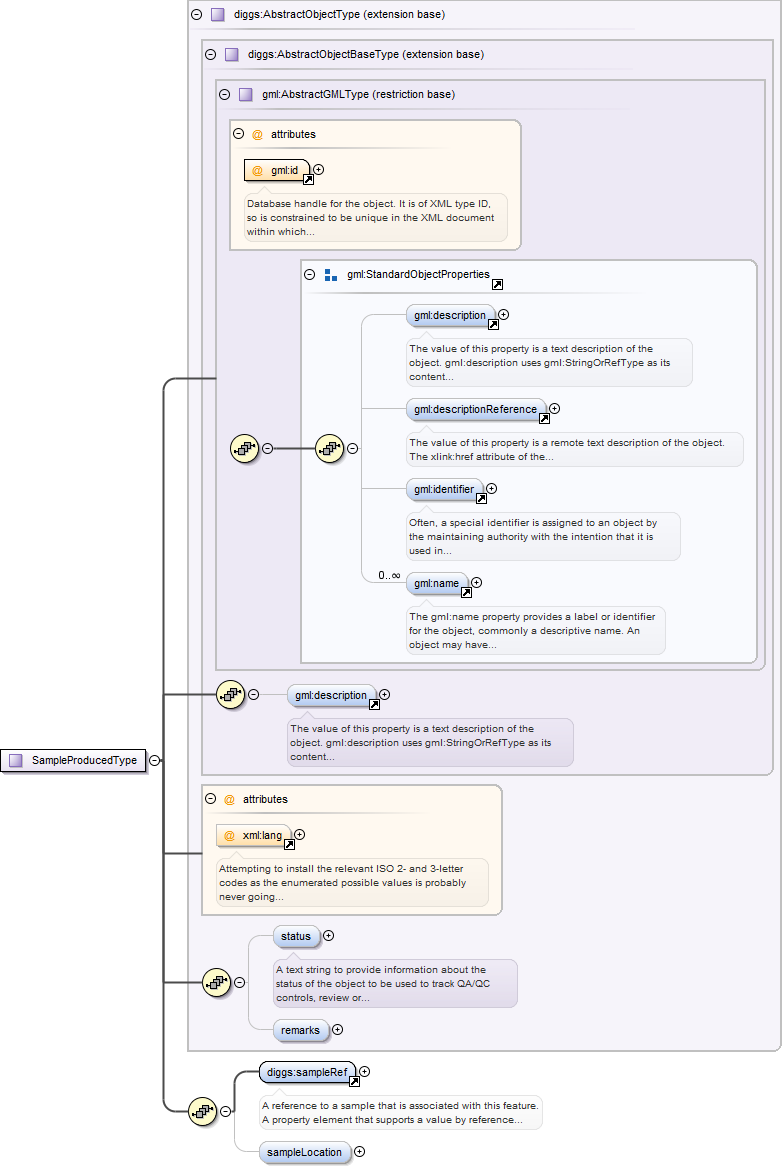 diggs:AbstractObjectType (extension base)
diggs:AbstractObjectBaseType (extension base)
gml:AbstractGMLType (restriction base)
@ attributes
@ gml:id
Database handle for the object. It is of XML type ID,
so is constrained to be unique in the XML document
within which...
gml:StandardObjectProperties
gml:description
The value of this property is a text description of the
object. gml:description uses gml:StringOrRefType as its
content...
gml:descriptionReference
The value of this property is a remote text description of the object.
The xlink:href attribute of the...
gml:identifier
Often, a special identifier is assigned to an object by
the maintaining authority with the intention that it is
used in...
0..∞
gml:name
The gml:name property provides a label or identifier
for the object, commonly a descriptive name. An
object may have...
gml:description
The value of this property is a text description of the
object. gml:description uses gml:StringOrRefType as its
content...
SampleProducedType
@ attributes
@ xml:lang
Attempting to install the relevant ISO 2- and 3-letter
codes as the enumerated possible values is probably
never going...
status
A text string to provide information about the
status of the object to be used to track QA/QC
controls, review or...
remarks
diggs:sampleRef
A reference to a sample that is associated with this feature.
A property element that supports a value by reference...
sampleLocation